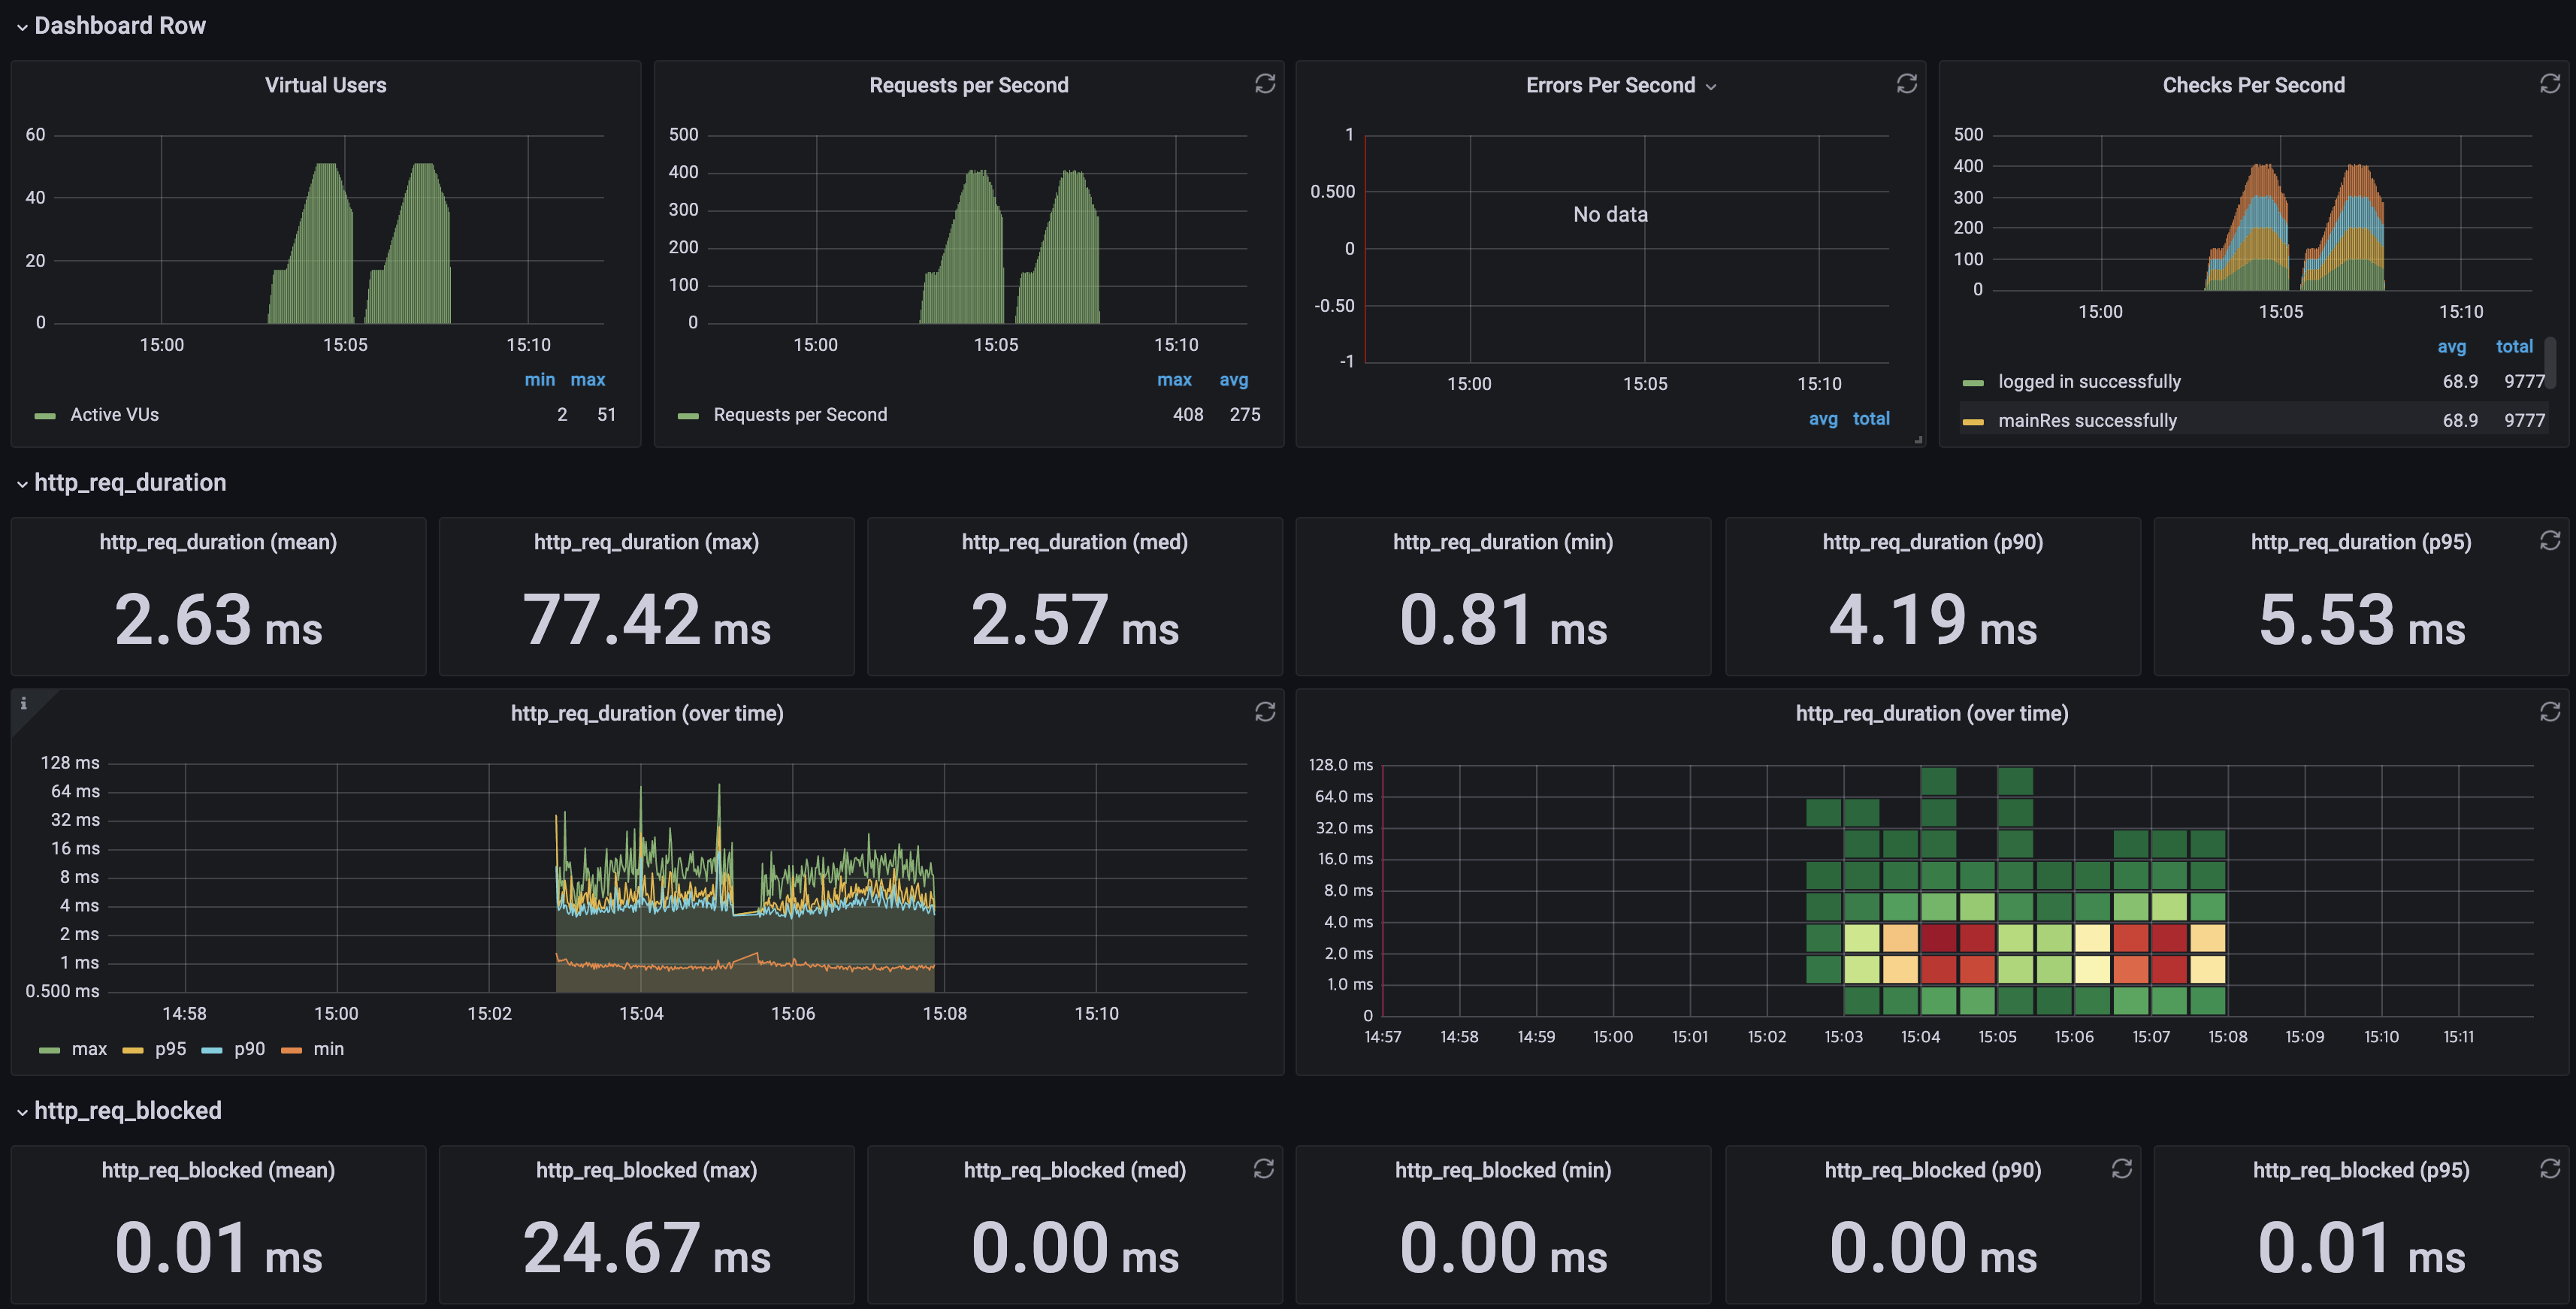 Dashboard Row
Virtual Users
60
40
20
0
15:00 15:05 15:10
min max
Active VUs 2 51
Requests per Second
500
400
300
200
100
0
15:00 15:05 15:10
max avg
Requests per Second 408 275
Errors Per Second
1
0.500
0
-0.50
-1
No data
15:00 15:05 15:10
avg total
Checks Per Second
500
400
300
200
100
0
15:00 15:05 15:10
avg total
logged in successfully 68.9 9777
mainRes successfully 68.9 9777
http_req_duration
http_req_duration (mean)
2.63 ms
http_req_duration (max)
77.42 ms
http_req_duration (med)
2.57 ms
http_req_duration (min)
0.81 ms
http_req_duration (p90)
4.19 ms
http_req_duration (p95)
5.53 ms
i
http_req_duration (over time)
128 ms
64 ms
32 ms
16 ms
8 ms
4 ms
2 ms
1 ms
0.500 ms
14:58 15:00 15:02 15:04 15:06 15:08 15:10
max p95 p90 min
http_req_duration (over time)
128.0 ms
64.0 ms
32.0 ms
16.0 ms
8.0 ms
4.0 ms
2.0 ms
1.0 ms
0
14:57 14:58 14:59 15:00 15:01 15:02 15:03 15:04 15:05 15:06 15:07 15:08 15:09 15:10 15:11
http_req_blocked
http_req_blocked (mean)
0.01 ms
http_req_blocked (max)
24.67 ms
http_req_blocked (med)
0.00 ms
http_req_blocked (min)
0.00 ms
http_req_blocked (p90)
0.00 ms
http_req_blocked (p95)
0.01 ms